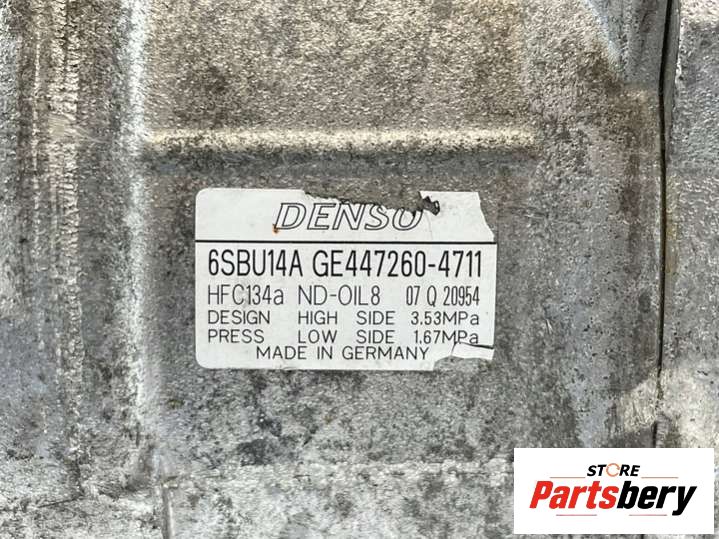 DENSO
6SBU14A GE447260-4711
HFC134a ND-OIL8 07 Q 20954
DESIGN HIGH SIDE 3.53MPa
PRESS LOW SIDE 1.67MPa
MADE IN GERMANY
STORE
Partsbery